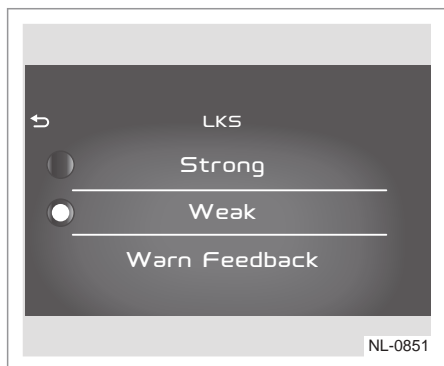 LKS
Strong
Weak
Warn Feedback
NL-0851